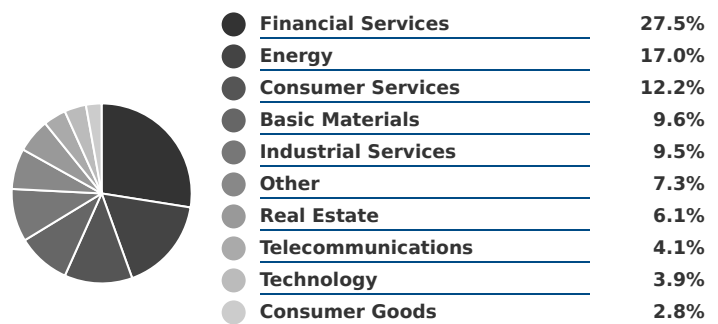 Financial Services 27.5%
Energy 17.0%
Consumer Services 12.2%
Basic Materials 9.6%
Industrial Services 9.5%
Other 7.3%
Real Estate 6.1%
Telecommunications 4.1%
Technology 3.9%
Consumer Goods 2.8%